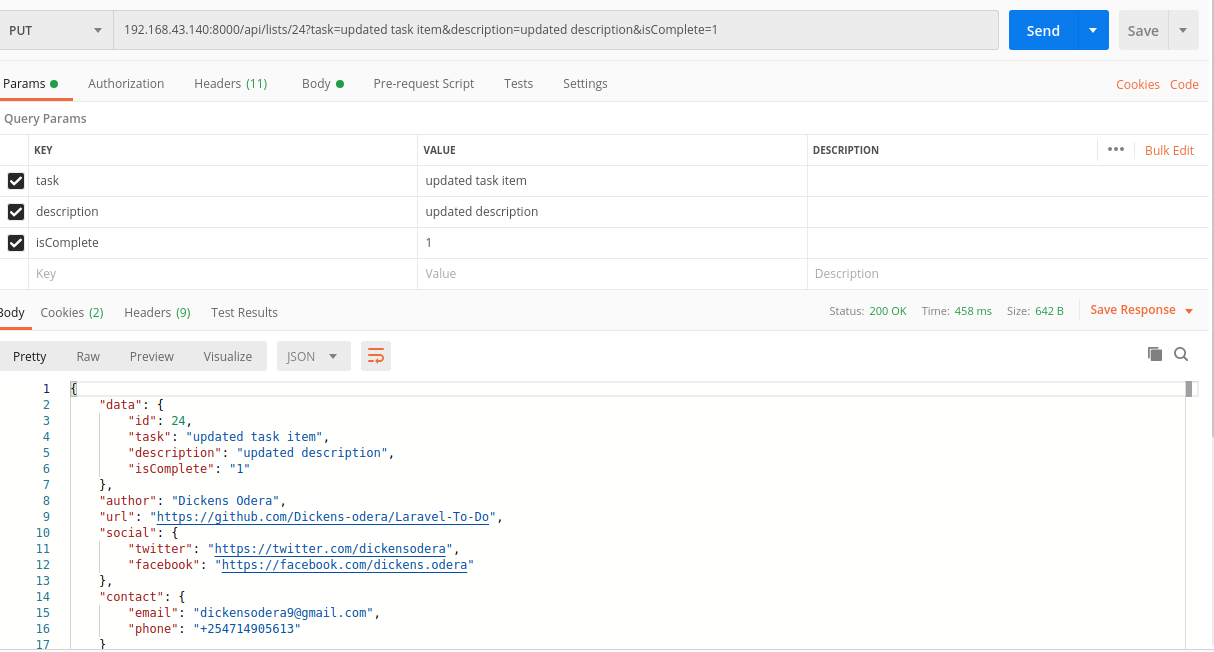 PUT 192.168.43.140:8000/api/lists/24?task=updated task item&description=updated description&isComplete=1 Send Save
Params Authorization Headers (11) Body Pre-request Script Tests Settings Cookies Code
Query Params
KEY VALUE DESCRIPTION ••• Bulk Edit
task updated task item
description updated description
isComplete 1
Key Value Description
Body Cookies (2) Headers (9) Test Results Status: 200 OK Time: 458 ms Size: 642 B Save Response
Pretty Raw Preview Visualize JSON
1 {
2 "data": {
3 "id": 24,
4 "task": "updated task item",
5 "description": "updated description",
6 "isComplete": "1"
7 },
8 "author": "Dickens Odera",
9 "url": "https://github.com/Dickens-odera/Laravel-To-Do",
10 "social": {
11 "twitter": "https://twitter.com/dickensodera",
12 "facebook": "https://facebook.com/dickens.odera"
13 },
14 "contact": {
15 "email": "dickensodera9@gmail.com",
16 "phone": "+254714905613"
17 }